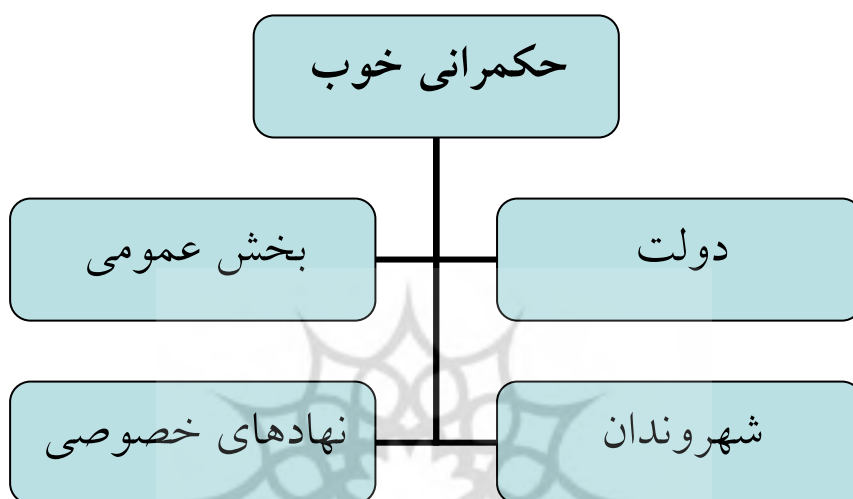 حکمرانی خوب
دولت
بخش عمومی
شهروندان
نهادهای خصوصی